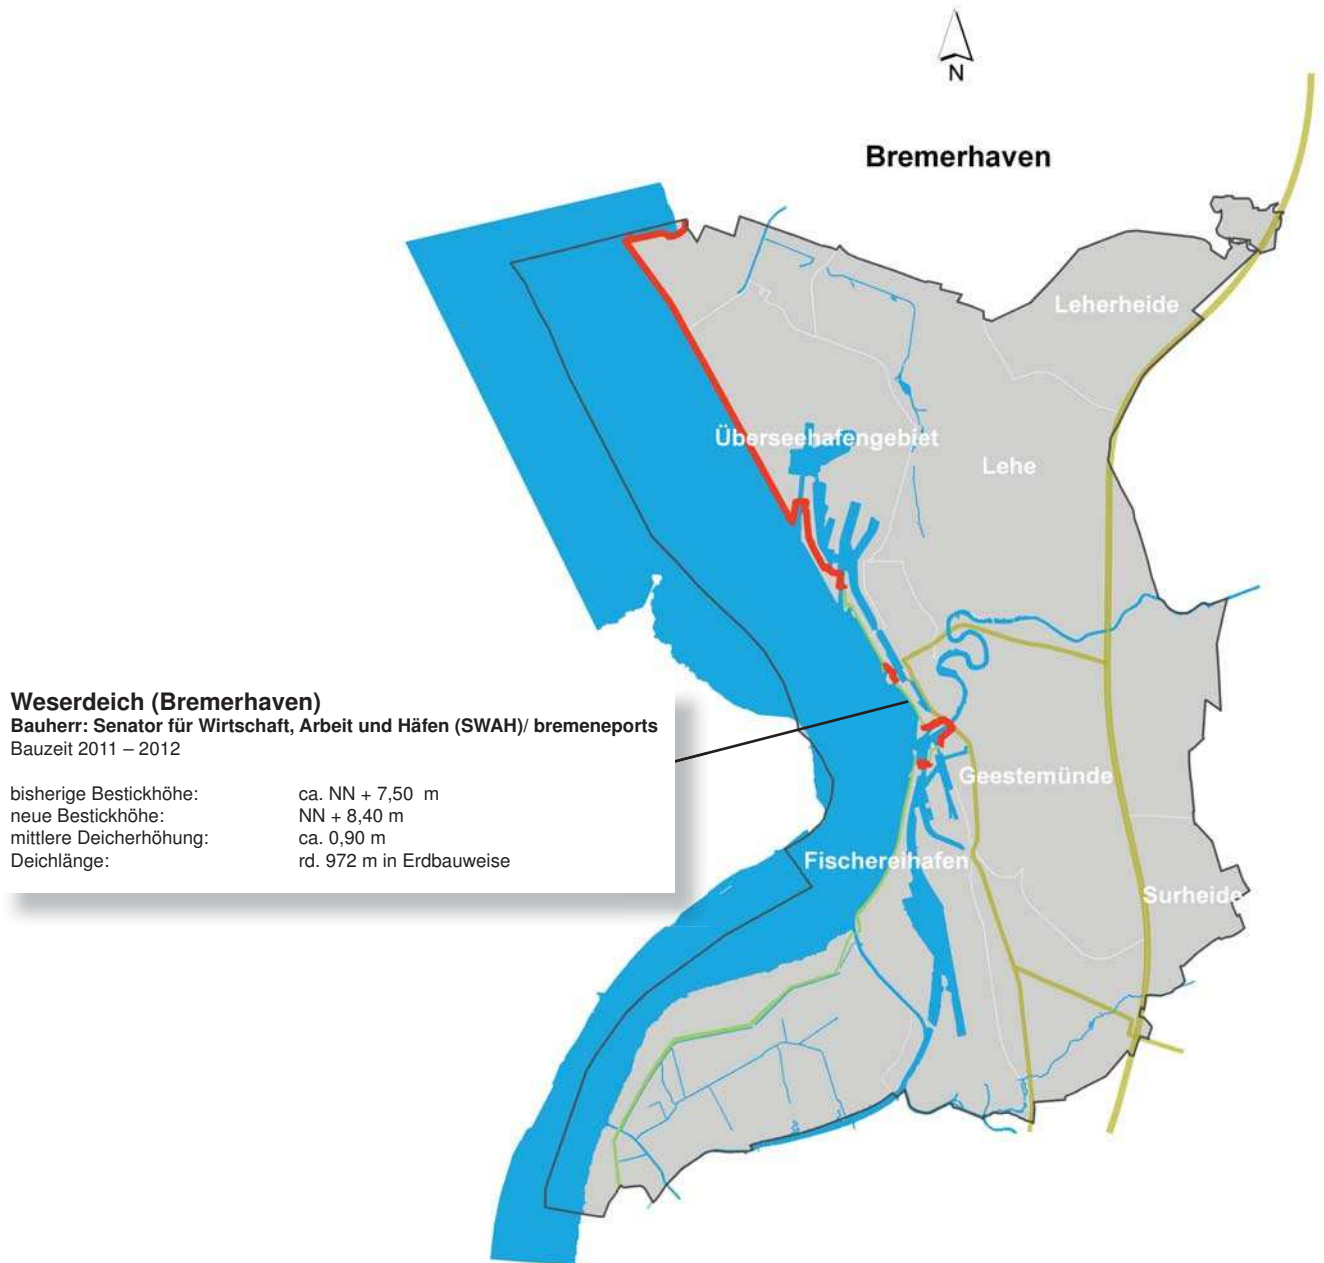 N
Bremerhaven
Leherheide
Überseehafengebiet
Lehe
Weserdeich (Bremerhaven)
Bauherr: Senator für Wirtschaft, Arbeit und Häfen (SWAH)/ bremeneports
Bauzeit 2011 – 2012
bisherige Bestickhöhe: ca. NN + 7,50 m
neue Bestickhöhe: NN + 8,40 m
mittlere Deicherhöhung: ca. 0,90 m
Deichlänge: rd. 972 m in Erdbauweise
Geestemünde
Fischereihafen
Surheide